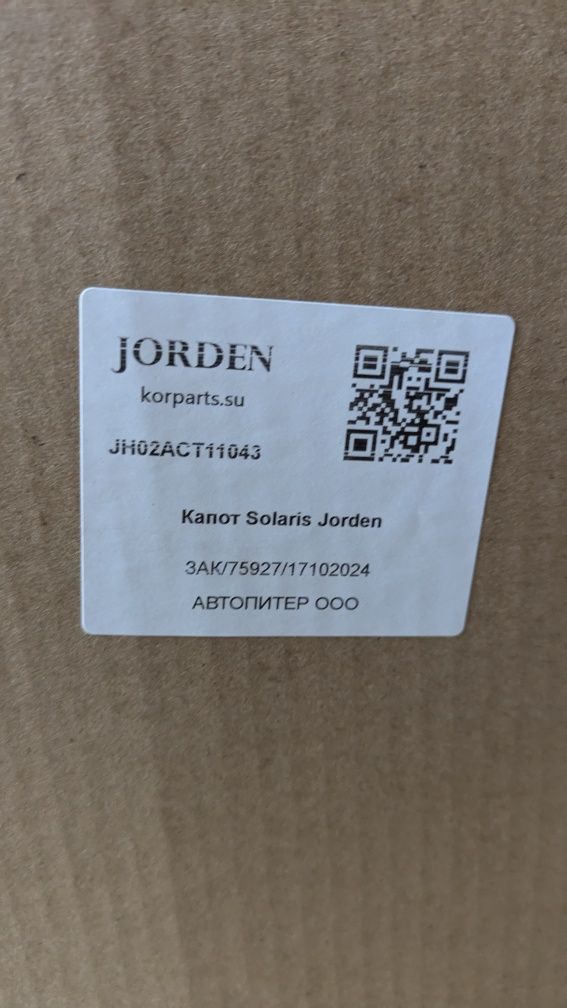 JORDEN
korparts.su
JH02ACT11043
Капот Solaris Jorden
ЗАК/75927/17102024
АВТОПИТЕР ООО